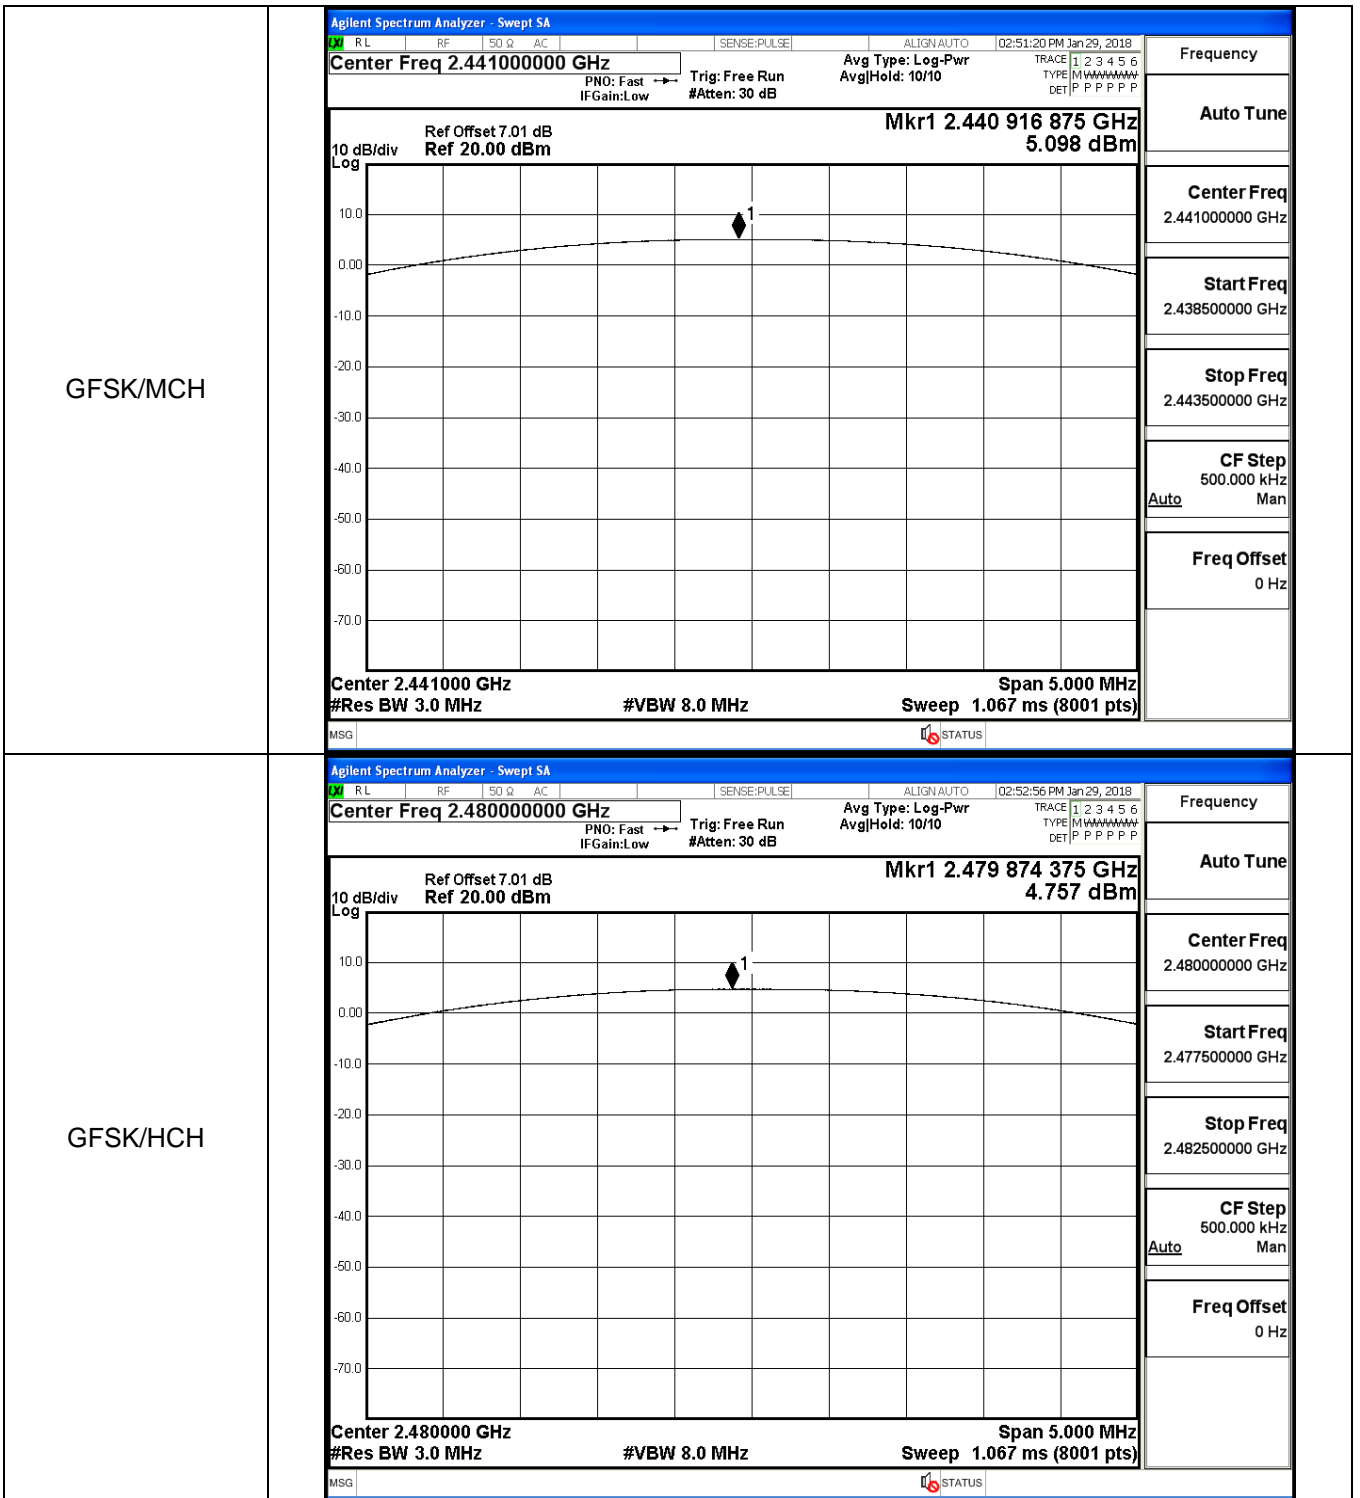 GFSK/MCH
Agilent Spectrum Analyzer - Swept SA
LXI RL RF 50 Ω AC SENSE:PULSE ALIGN AUTO 02:51:20 PM Jan 29, 2018
Center Freq 2.441000000 GHz
PNO: Fast
IFGain:Low
Trig: Free Run
#Atten: 30 dB
Avg Type: Log-Pwr
Avg|Hold: 10/10
TRACE 1 2 3 4 5 6
TYPE M WWWWW
DET P P P P P P
Mkr1 2.440 916 875 GHz
5.098 dBm
Ref Offset 7.01 dB
10 dB/div Ref 20.00 dBm
Log
1
10.0
0.00
-10.0
-20.0
-30.0
-40.0
-50.0
-60.0
-70.0
Center 2.441000 GHz Span 5.000 MHz
#Res BW 3.0 MHz #VBW 8.0 MHz Sweep 1.067 ms (8001 pts)
MSG STATUS
Frequency
Auto Tune
Center Freq
2.441000000 GHz
Start Freq
2.438500000 GHz
Stop Freq
2.443500000 GHz
CF Step
500.000 kHz
Auto Man
Freq Offset
0 Hz
GFSK/HCH
Agilent Spectrum Analyzer - Swept SA
LXI RL RF 50 Ω AC SENSE:PULSE ALIGN AUTO 02:52:56 PM Jan 29, 2018
Center Freq 2.480000000 GHz
PNO: Fast
IFGain:Low
Trig: Free Run
#Atten: 30 dB
Avg Type: Log-Pwr
Avg|Hold: 10/10
TRACE 1 2 3 4 5 6
TYPE M WWWWW
DET P P P P P P
Mkr1 2.479 874 375 GHz
4.757 dBm
Ref Offset 7.01 dB
10 dB/div Ref 20.00 dBm
Log
1
10.0
0.00
-10.0
-20.0
-30.0
-40.0
-50.0
-60.0
-70.0
Center 2.480000 GHz Span 5.000 MHz
#Res BW 3.0 MHz #VBW 8.0 MHz Sweep 1.067 ms (8001 pts)
MSG STATUS
Frequency
Auto Tune
Center Freq
2.480000000 GHz
Start Freq
2.477500000 GHz
Stop Freq
2.482500000 GHz
CF Step
500.000 kHz
Auto Man
Freq Offset
0 Hz